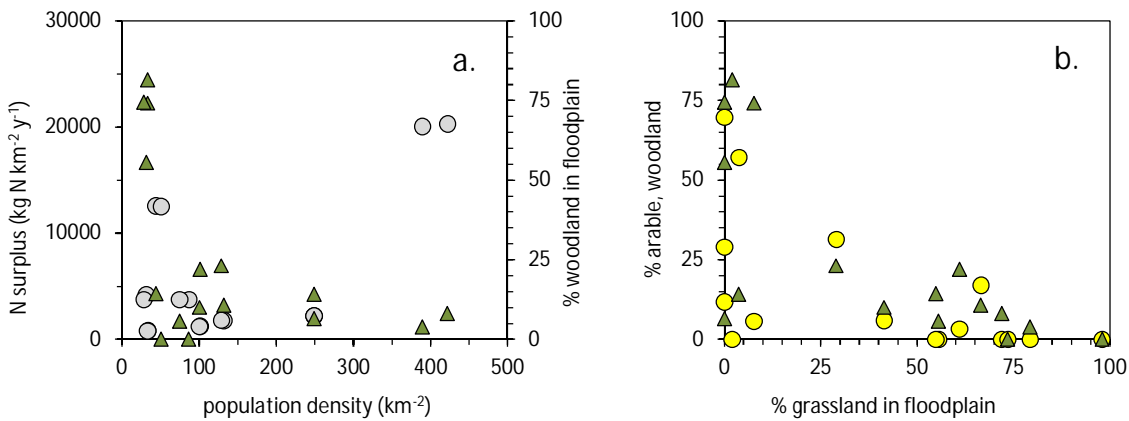 a.
N surplus (kg N km-2 y-1)
30000
20000
10000
0
100
75
50
25
0
% woodland in floodplain
0 100 200 300 400 500
population density (km-2)
b.
% arable, woodland
100
75
50
25
0
0 25 50 75 100
% grassland in floodplain